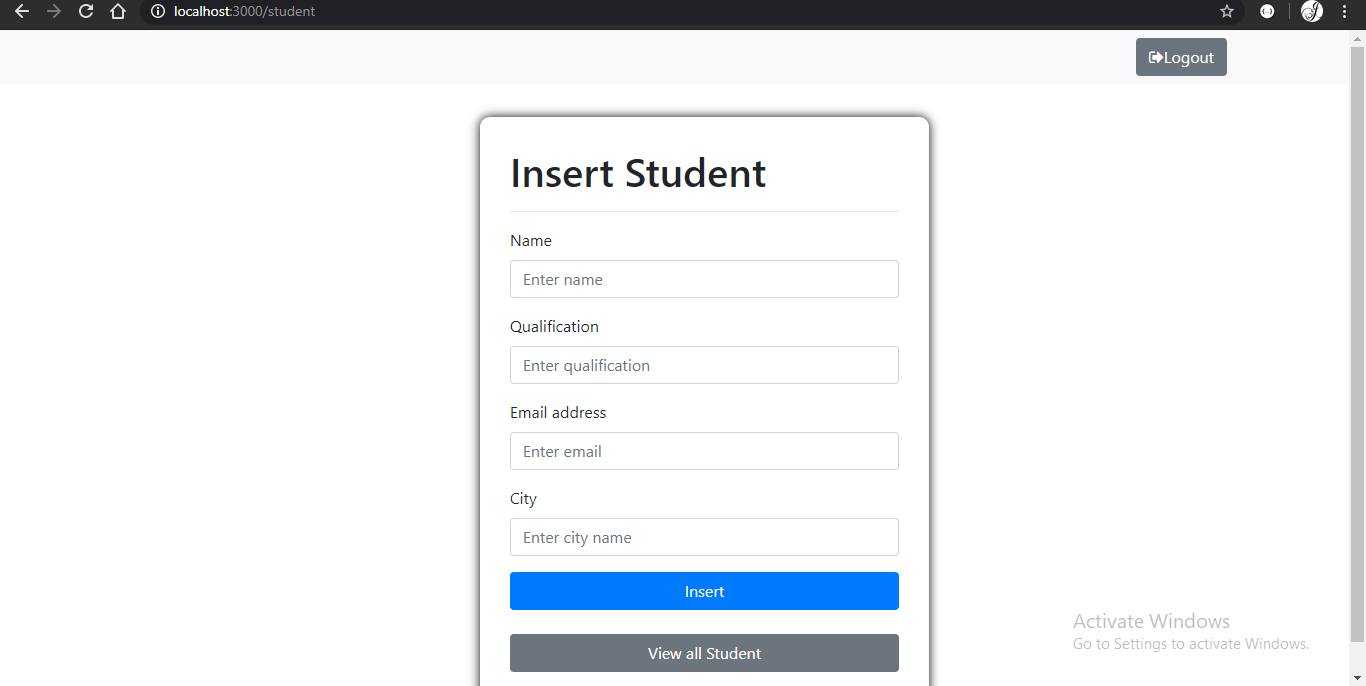 localhost:3000/student
Logout
Insert Student
Name
Enter name
Qualification
Enter qualification
Email address
Enter email
City
Enter city name
Insert
View all Student
Activate Windows
Go to Settings to activate Windows.